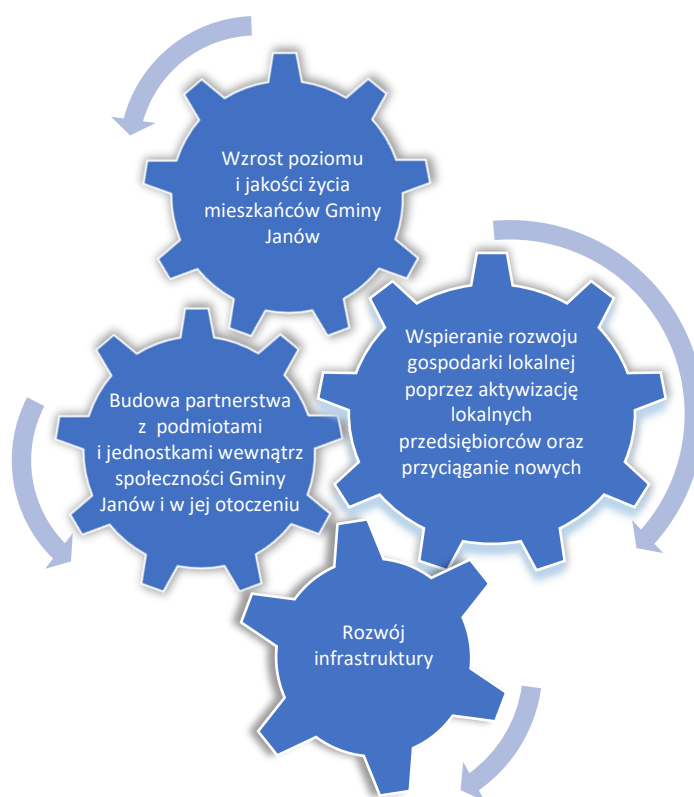 Wzrost poziomu
i jakości życia
mieszkańców Gminy
Janów
Wspieranie rozwoju
gospodarki lokalnej
poprzez aktywizację
lokalnych
przedsiębiorców oraz
przyciąganie nowych
Budowa partnerstwa
z podmiotami
i jednostkami wewnątrz
społeczności Gminy
Janów i w jej otoczeniu
Rozwój
infrastruktury